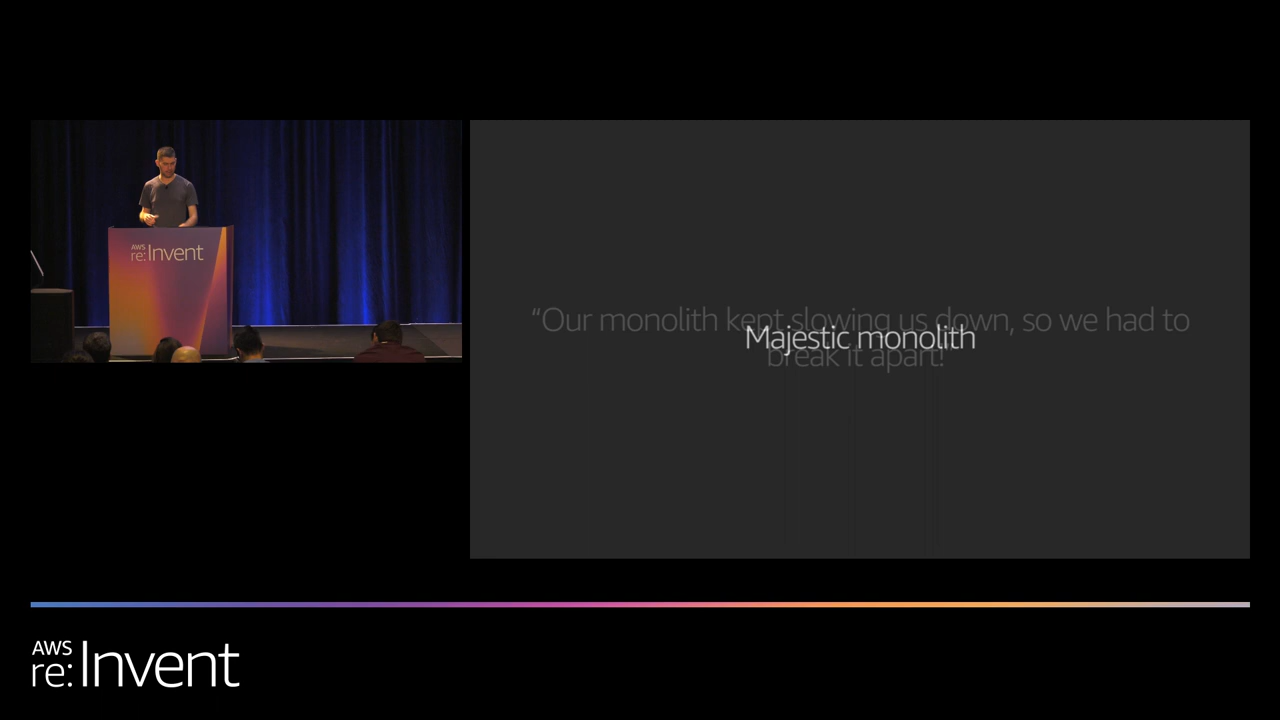 AWS
re:Invent
“Our monolith kept slowing us down, so we had to
Majestic monolith
break it apart!
AWS
re:Invent